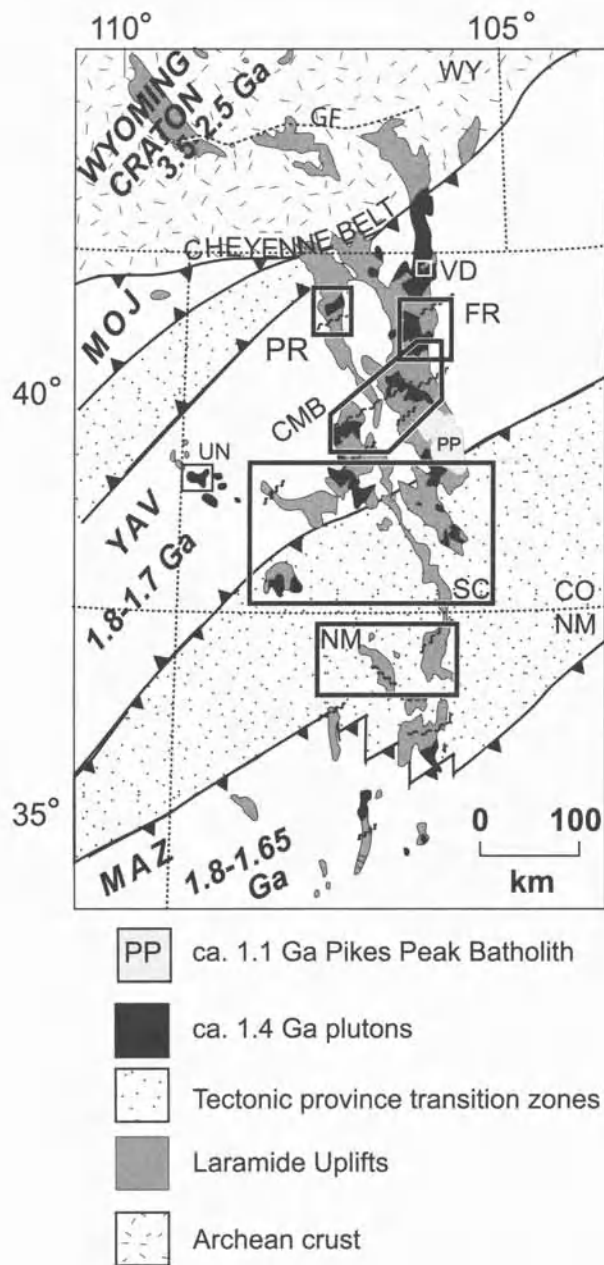 110° 105°
WY
WYOMING
CRATON
3.5-2.5 Ga
GF
CHEYENNE BELT
VD
MOJ
FR
PR
40°
CMB
PP
UN
YAV
1.8-1.7 Ga
SC
CO
NM
NM
35°
MAZ
1.8-1.65
Ga
0 100
km
PP ca. 1.1 Ga Pikes Peak Batholith
ca. 1.4 Ga plutons
Tectonic province transition zones
Laramide Uplifts
Archean crust